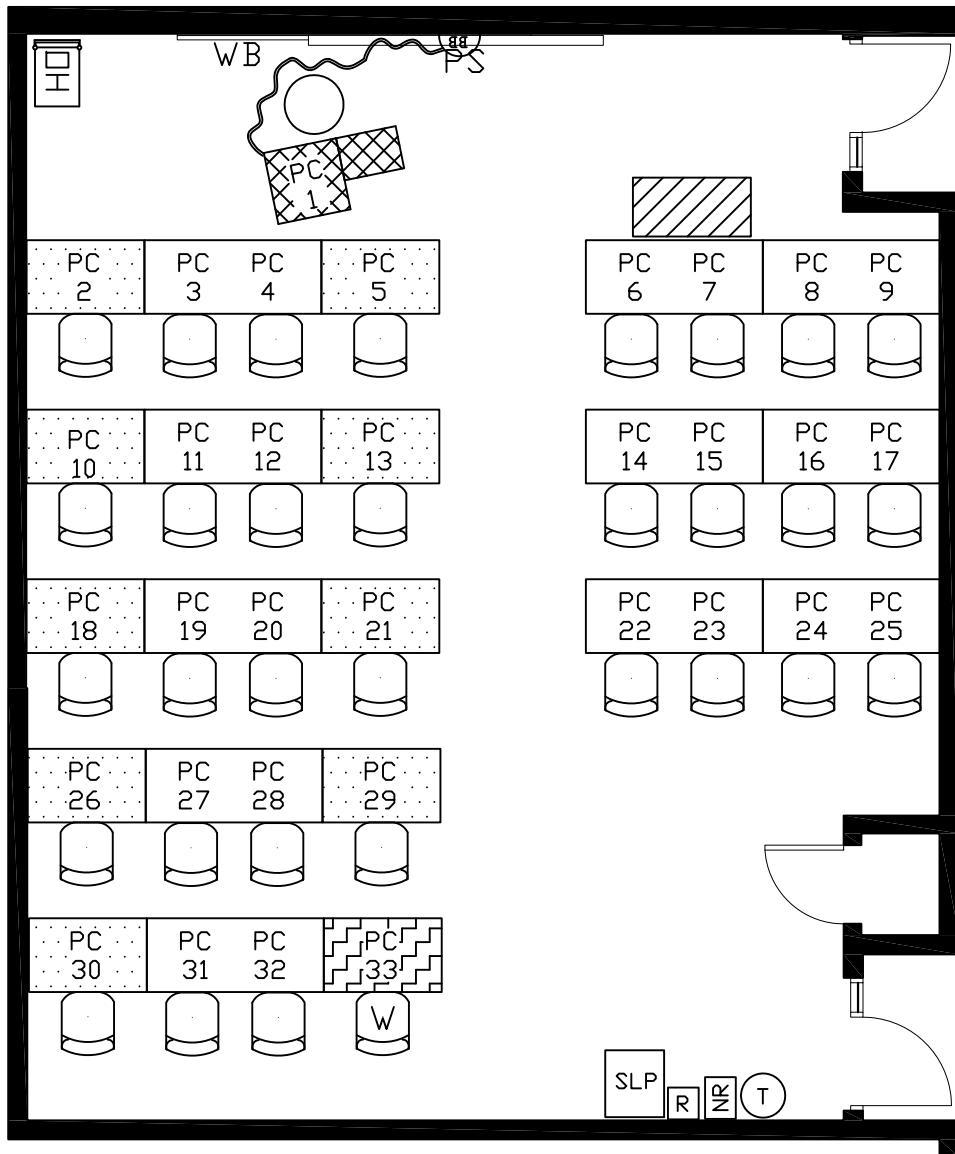 WB
BB
PS
HD
PC
1
PC PC PC PC PC PC PC PC
2 3 4 5 6 7 8 9
PC PC PC PC PC PC PC PC
10 11 12 13 14 15 16 17
PC PC PC PC PC PC PC PC
18 19 20 21 22 23 24 25
PC PC PC PC
26 27 28 29
PC PC PC PC
30 31 32 33
W
SLP
R
NR
T